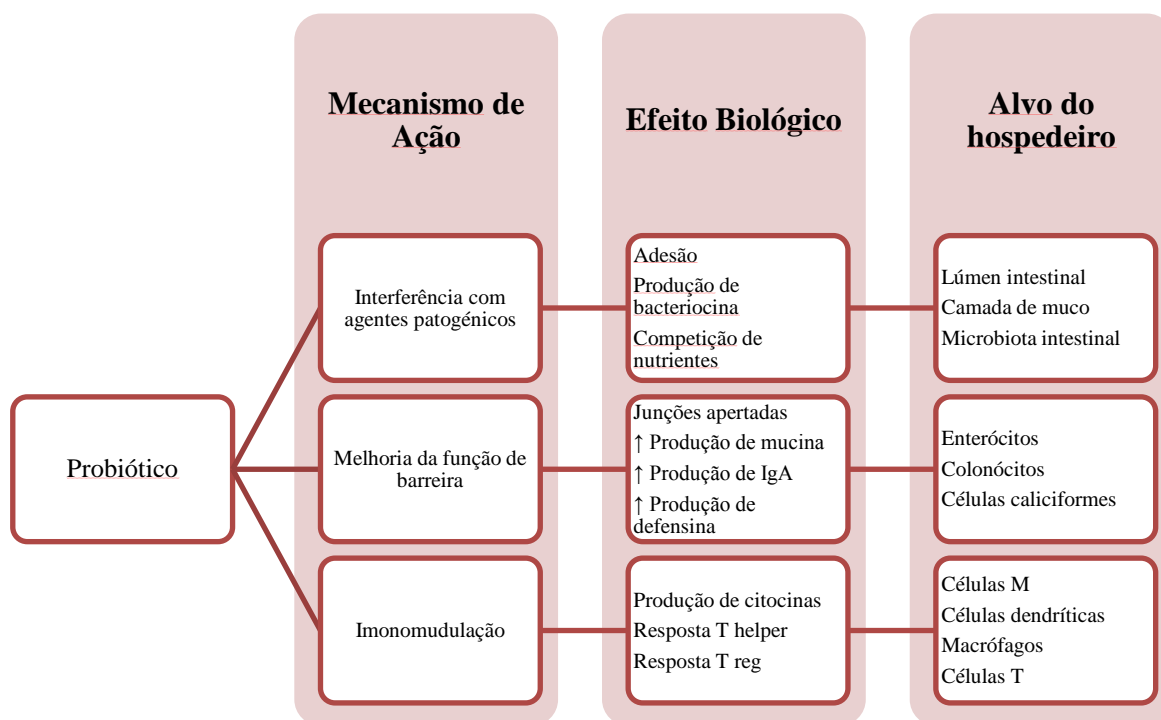 Mecanismo de
Ação
Efeito Biológico
Alvo do
hospedeiro
Probiótico
Interferência com
agentes patogénicos
Adesão
Produção de
bacteriocina
Competição de
nutrientes
Lúmen intestinal
Camada de muco
Microbiota intestinal
Melhoria da função de
barreira
Junções apertadas
↑ Produção de mucina
↑ Produção de IgA
↑ Produção de
defensina
Enterócitos
Colonócitos
Células caliciformes
Imonomudulação
Produção de citocinas
Resposta T helper
Resposta T reg
Células M
Células dendríticas
Macrófagos
Células T